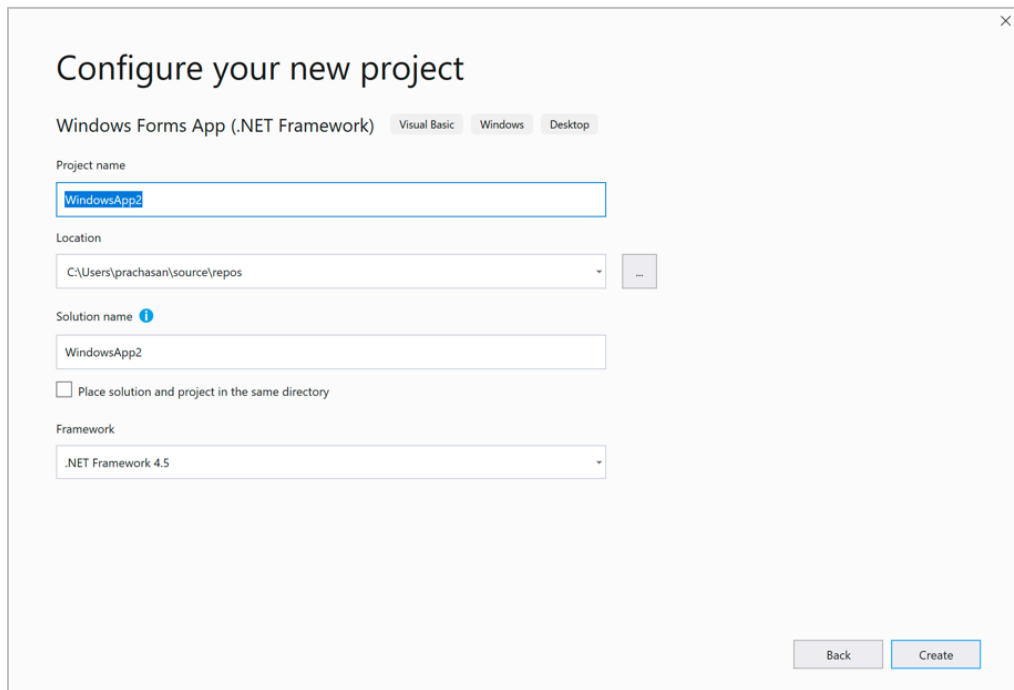 Configure your new project
Windows Forms App (.NET Framework) Visual Basic Windows Desktop
Project name
WindowsApp2
Location
C:\Users\prachasan\source\repos
...
Solution name
WindowsApp2
Place solution and project in the same directory
Framework
.NET Framework 4.5
Back Create